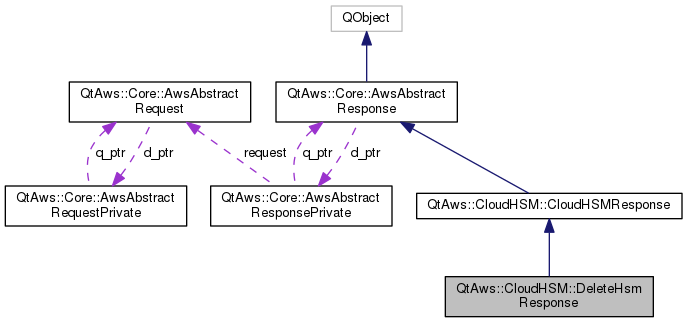 QObject
QtAws::Core::AwsAbstract
Request
QtAws::Core::AwsAbstract
Response
q_ptr
d_ptr
request
q_ptr
d_ptr
QtAws::Core::AwsAbstract
RequestPrivate
QtAws::Core::AwsAbstract
ResponsePrivate
QtAws::CloudHSM::CloudHSMResponse
QtAws::CloudHSM::DeleteHsm
Response